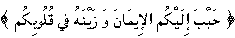 ﴿ حَبَّبَ إِلَيْكُمُ الْإِيمَانَ وَ زَيَّنَهُ فِي قُلُوبِكُم ﴾